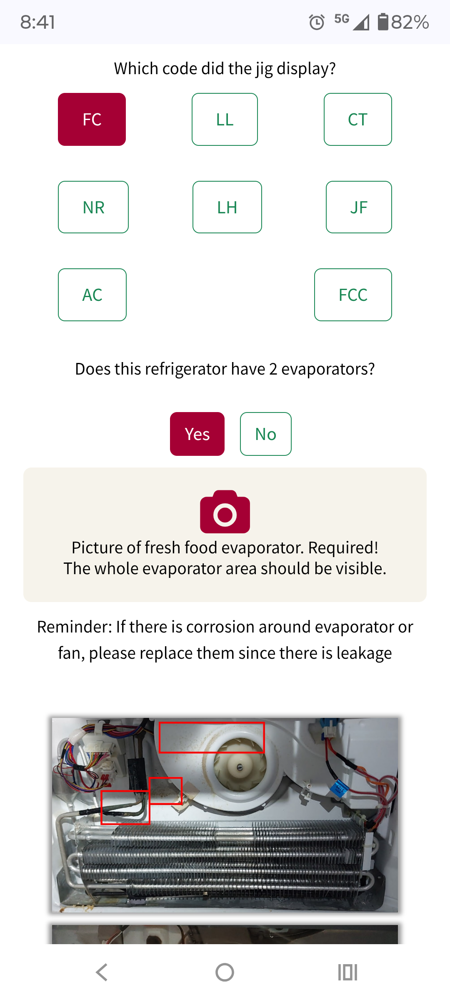 8:41
5G
82%
Which code did the jig display?
FC
LL
CT
NR
LH
JF
AC
FCC
Does this refrigerator have 2 evaporators?
Yes
No
Picture of fresh food evaporator. Required!
The whole evaporator area should be visible.
Reminder: If there is corrosion around evaporator or
fan, please replace them since there is leakage